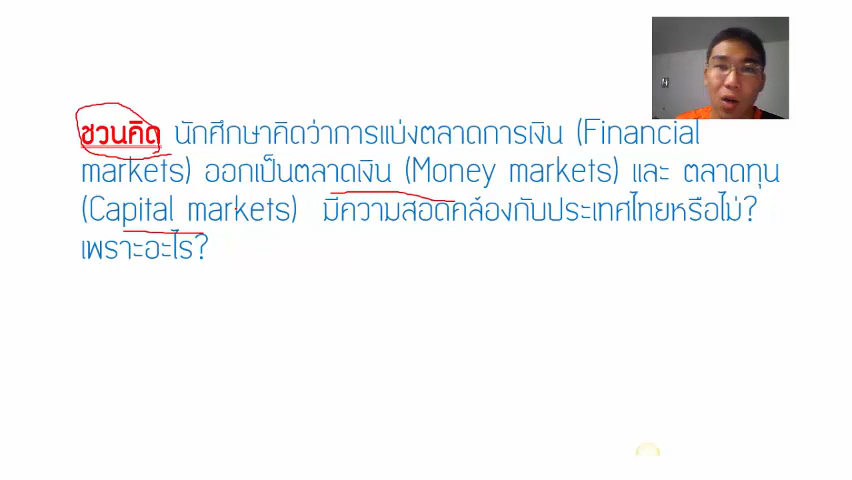 ชวนคิด นักศึกษาคิดว่าการแบ่งตลาดการเงิน (Financial
markets) ออกเป็นตลาดเงิน (Money markets) และ ตลาดทุน
(Capital markets) มีความสอดคล้องกับประเทศไทยหรือไม่?
เพราะอะไร?